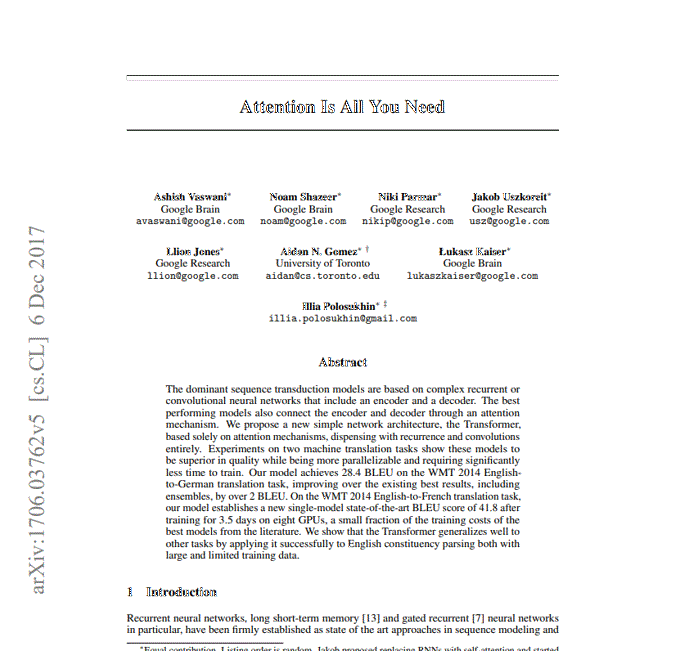 Attention Is All You Need
Ashish Vaswani* Noam Shazeer* Niki Parmar* Jakob Uszkoreit*
Google Brain Google Brain Google Research Google Research
avaswani@google.com noam@google.com nikip@google.com usz@google.com
Llion Jones* Aidan N. Gomez* † Łukasz Kaiser*
Google Research University of Toronto Google Brain
llion@google.com aidan@cs.toronto.edu lukaszkaiser@google.com
Illia Polosukhin* ‡
illia.polosukhin@gmail.com
arXiv:1706.03762v5 [cs.CL] 6 Dec 2017
Abstract
The dominant sequence transduction models are based on complex recurrent or
convolutional neural networks that include an encoder and a decoder. The best
performing models also connect the encoder and decoder through an attention
mechanism. We propose a new simple network architecture, the Transformer,
based solely on attention mechanisms, dispensing with recurrence and convolutions
entirely. Experiments on two machine translation tasks show these models to
be superior in quality while being more parallelizable and requiring significantly
less time to train. Our model achieves 28.4 BLEU on the WMT 2014 English-
to-German translation task, improving over the existing best results, including
ensembles, by over 2 BLEU. On the WMT 2014 English-to-French translation task,
our model establishes a new single-model state-of-the-art BLEU score of 41.8 after
training for 3.5 days on eight GPUs, a small fraction of the training costs of the
best models from the literature. We show that the Transformer generalizes well to
other tasks by applying it successfully to English constituency parsing both with
large and limited training data.
1 Introduction
Recurrent neural networks, long short-term memory [13] and gated recurrent [7] neural networks
in particular, have been firmly established as state of the art approaches in sequence modeling and
*Equal contribution. Listing order is random. Jakob proposed replacing RNNs with self-attention and started